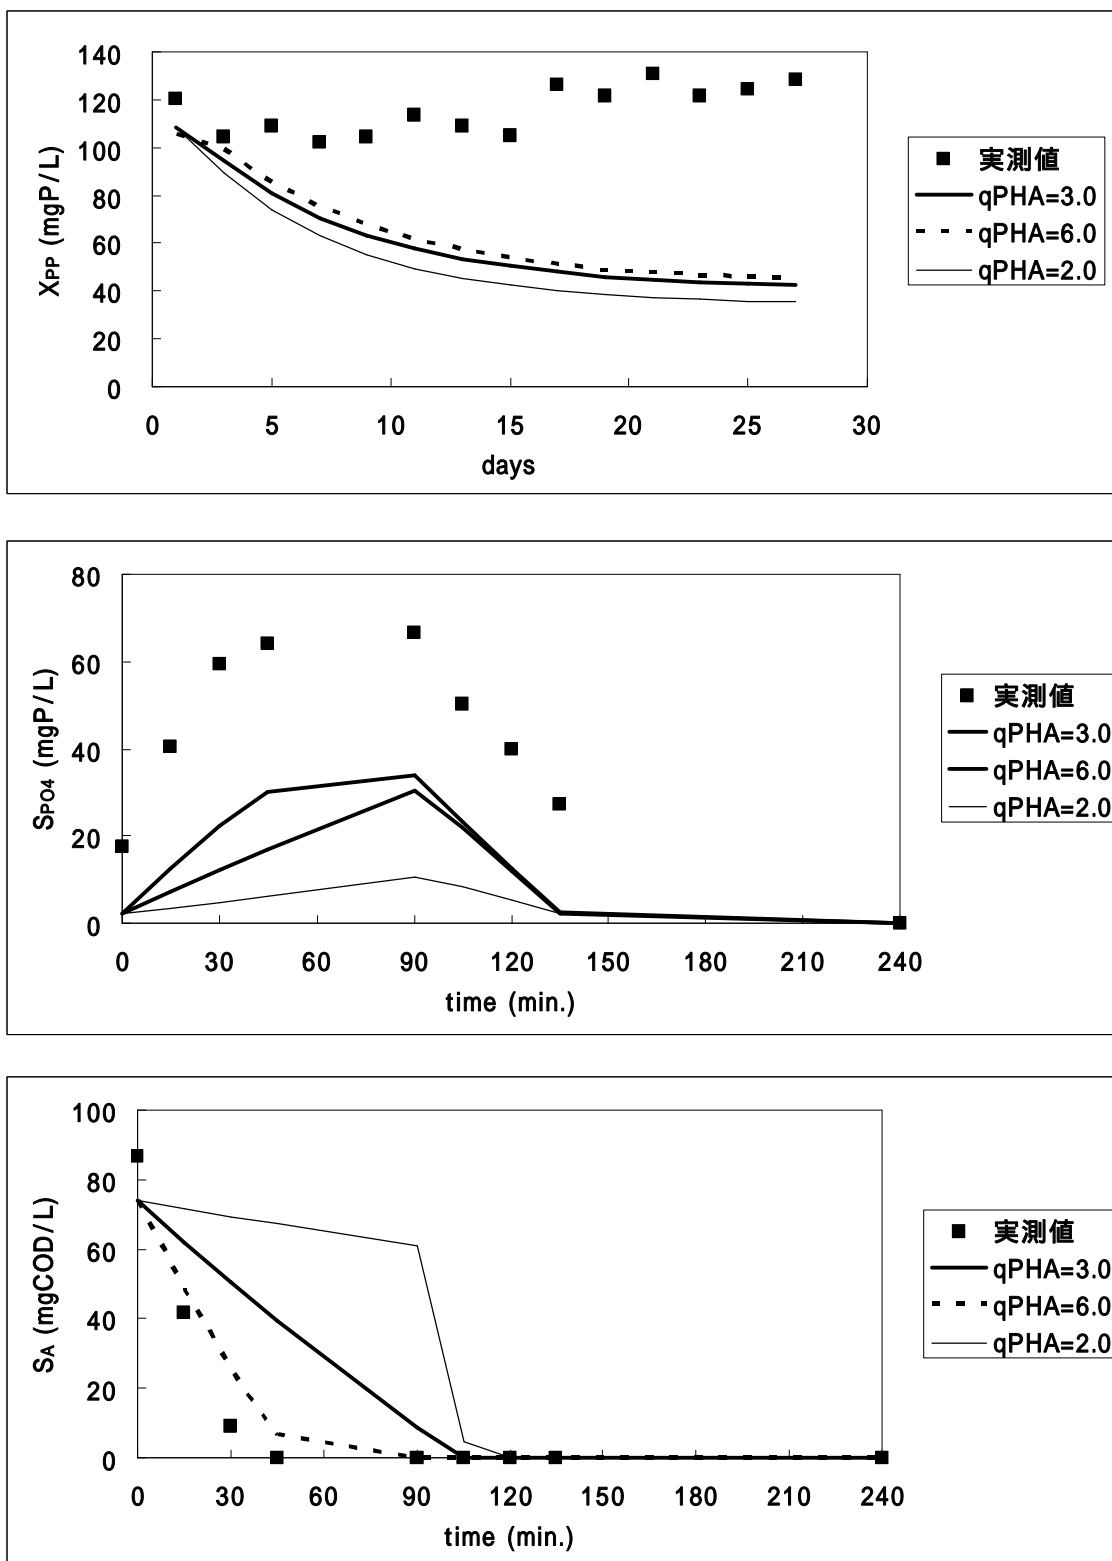 140
120
100
80
60
40
20
0
XPP (mgP/L)
0 5 10 15 20 25 30
days
実測値
qPHA=3.0
qPHA=6.0
qPHA=2.0
80
60
40
20
0
SPO4 (mgP/L)
0 30 60 90 120 150 180 210 240
time (min.)
実測値
qPHA=3.0
qPHA=6.0
qPHA=2.0
100
80
60
40
20
0
SA (mgCOD/L)
0 30 60 90 120 150 180 210 240
time (min.)
実測値
qPHA=3.0
qPHA=6.0
qPHA=2.0